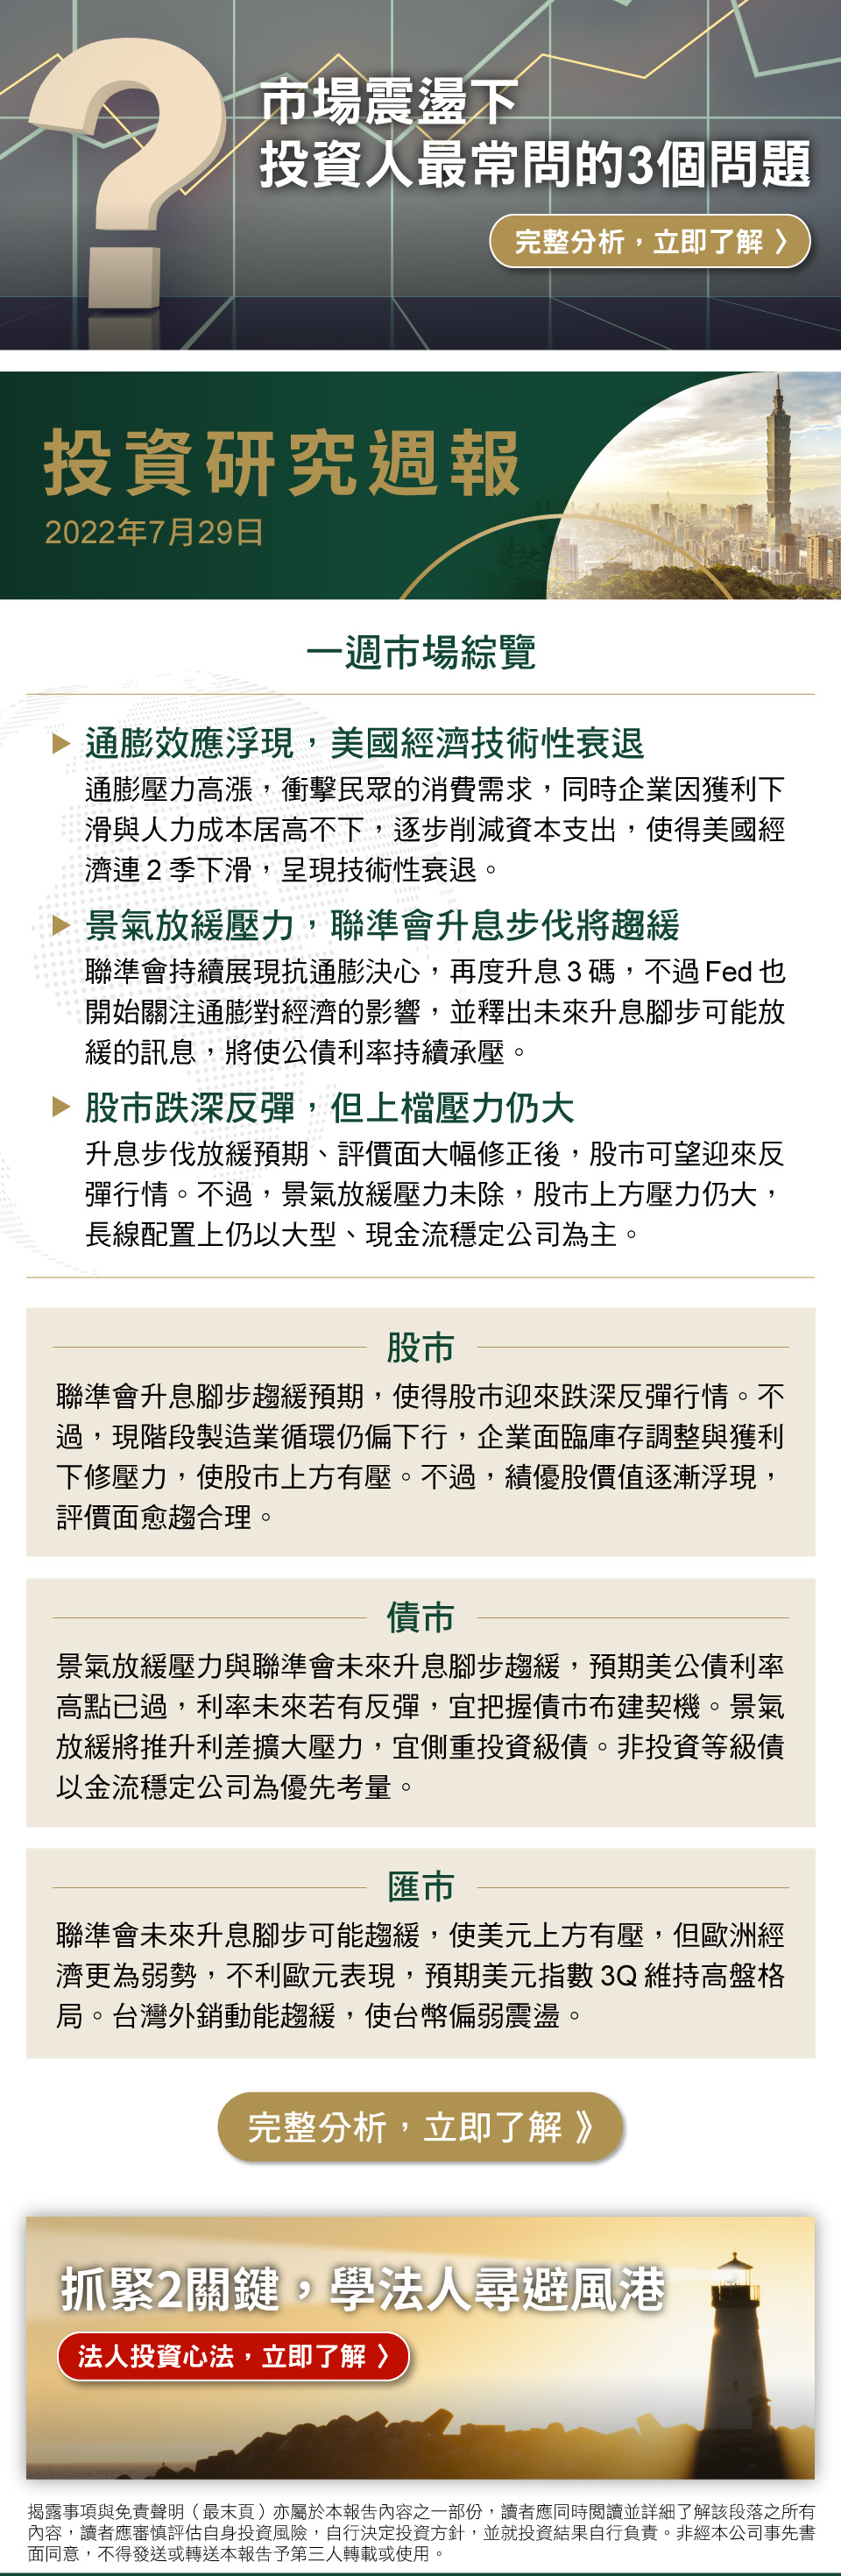 市場震盪下
投資人最常問的3個問題
完整分析，立即了解 〉
投資研究週報
2022年7月29日
一週市場綜覽
通膨效應浮現，美國經濟技術性衰退
通膨壓力高漲，衝擊民眾的消費需求，同時企業因獲利下
滑與人力成本居高不下，逐步削減資本支出，使得美國經
濟連 2 季下滑，呈現技術性衰退。
景氣放緩壓力，聯準會升息步伐將趨緩
聯準會持續展現抗通膨決心，再度升息 3 碼，不過 Fed 也
開始關注通膨對經濟的影響，並釋出未來升息腳步可能放
緩的訊息，將使公債利率持續承壓。
股市跌深反彈，但上檔壓力仍大
升息步伐放緩預期、評價面大幅修正後，股市可望迎來反
彈行情。不過，景氣放緩壓力未除，股市上方壓力仍大，
長線配置上仍以大型、現金流穩定公司為主。
股市
聯準會升息腳步趨緩預期，使得股市迎來跌深反彈行情。不
過，現階段製造業循環仍偏下行，企業面臨庫存調整與獲利
下修壓力，使股市上方有壓。不過，績優股價值逐漸浮現，
評價面愈趨合理。
債市
景氣放緩壓力與聯準會未來升息腳步趨緩，預期美公債利率
高點已過，利率未來若有反彈，宜把握債市布建契機。景氣
放緩將推升利差擴大壓力，宜側重投資級債。非投資等級債
以金流穩定公司為優先考量。
匯市
聯準會未來升息腳步可能趨緩，使美元上方有壓，但歐洲經
濟更為弱勢，不利歐元表現，預期美元指數 3Q 維持高盤格
局。台灣外銷動能趨緩，使台幣偏弱震盪。
完整分析，立即了解 》
抓緊2關鍵，學法人尋避風港
法人投資心法，立即了解 〉
揭露事項與免責聲明（最末頁）亦屬於本報告內容之一部份，讀者應同時閱讀並詳細了解該段落之所有
內容，讀者應審慎評估自身投資風險，自行決定投資方針，並就投資結果自行負責。非經本公司事先書
面同意，不得發送或轉送本報告予第三人轉載或使用。